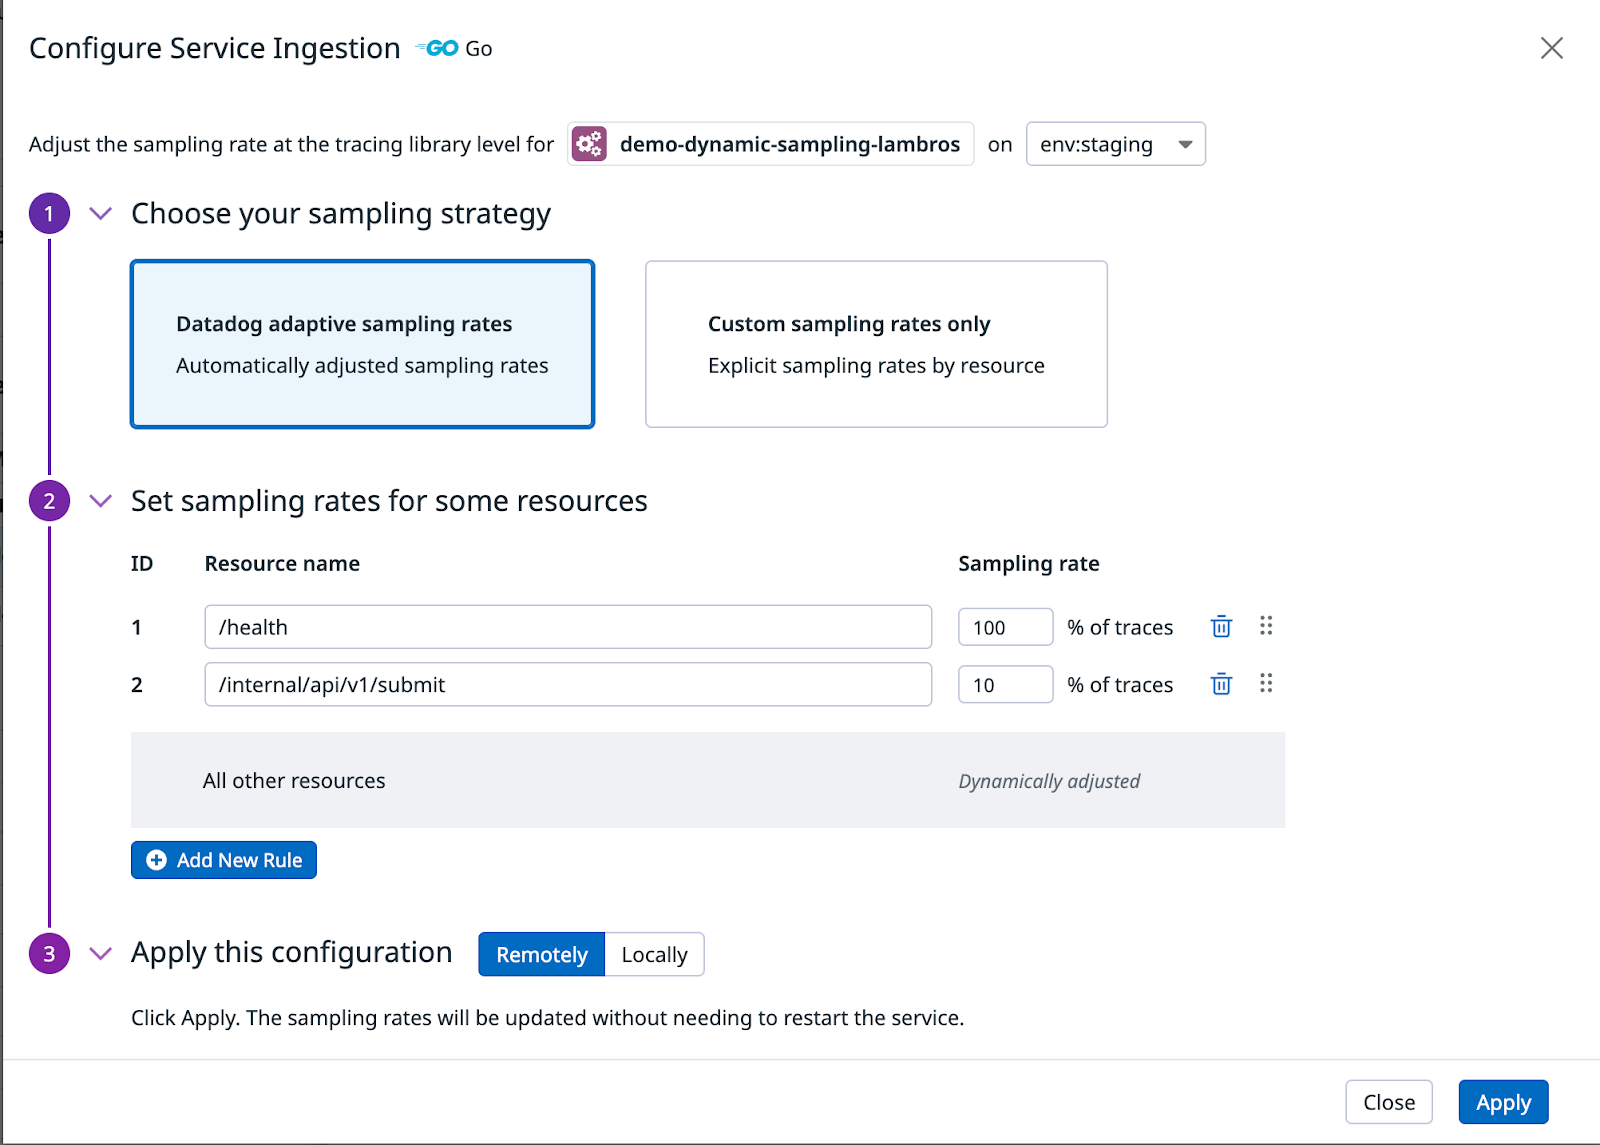 Configure Service Ingestion GO Go
Adjust the sampling rate at the tracing library level for demo-dynamic-sampling-lambros on env:staging
1 Choose your sampling strategy
Datadog adaptive sampling rates
Automatically adjusted sampling rates
Custom sampling rates only
Explicit sampling rates by resource
2 Set sampling rates for some resources
ID Resource name Sampling rate
1 /health 100 % of traces
2 /internal/api/v1/submit 10 % of traces
All other resources Dynamically adjusted
Add New Rule
3 Apply this configuration Remotely Locally
Click Apply. The sampling rates will be updated without needing to restart the service.
Close Apply